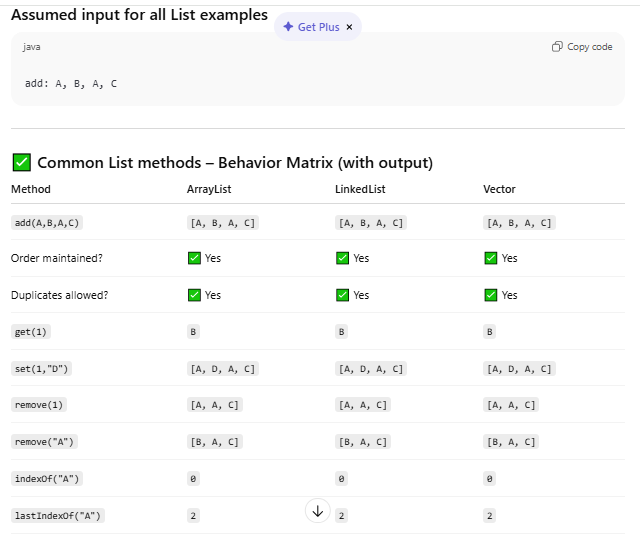 Assumed input for all List examples
Get Plus ×
java Copy code
add: A, B, A, C
Common List methods – Behavior Matrix (with output)
Method ArrayList LinkedList Vector
add(A,B,A,C) [A, B, A, C] [A, B, A, C] [A, B, A, C]
Order maintained? Yes Yes Yes
Duplicates allowed? Yes Yes Yes
get(1) B B B
set(1,"D") [A, D, A, C] [A, D, A, C] [A, D, A, C]
remove(1) [A, A, C] [A, A, C] [A, A, C]
remove("A") [B, A, C] [B, A, C] [B, A, C]
indexOf("A") 0 0 0
lastIndexOf("A") 2 2 2